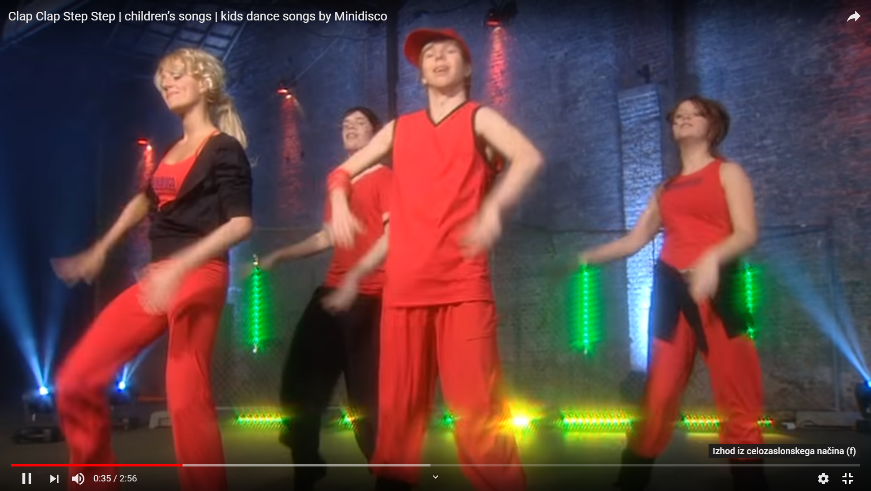 Clap Clap Step Step | children's songs | kids dance songs by Minidisco
Izhod iz celozaslonskega načina (f)
0:35 / 2:56